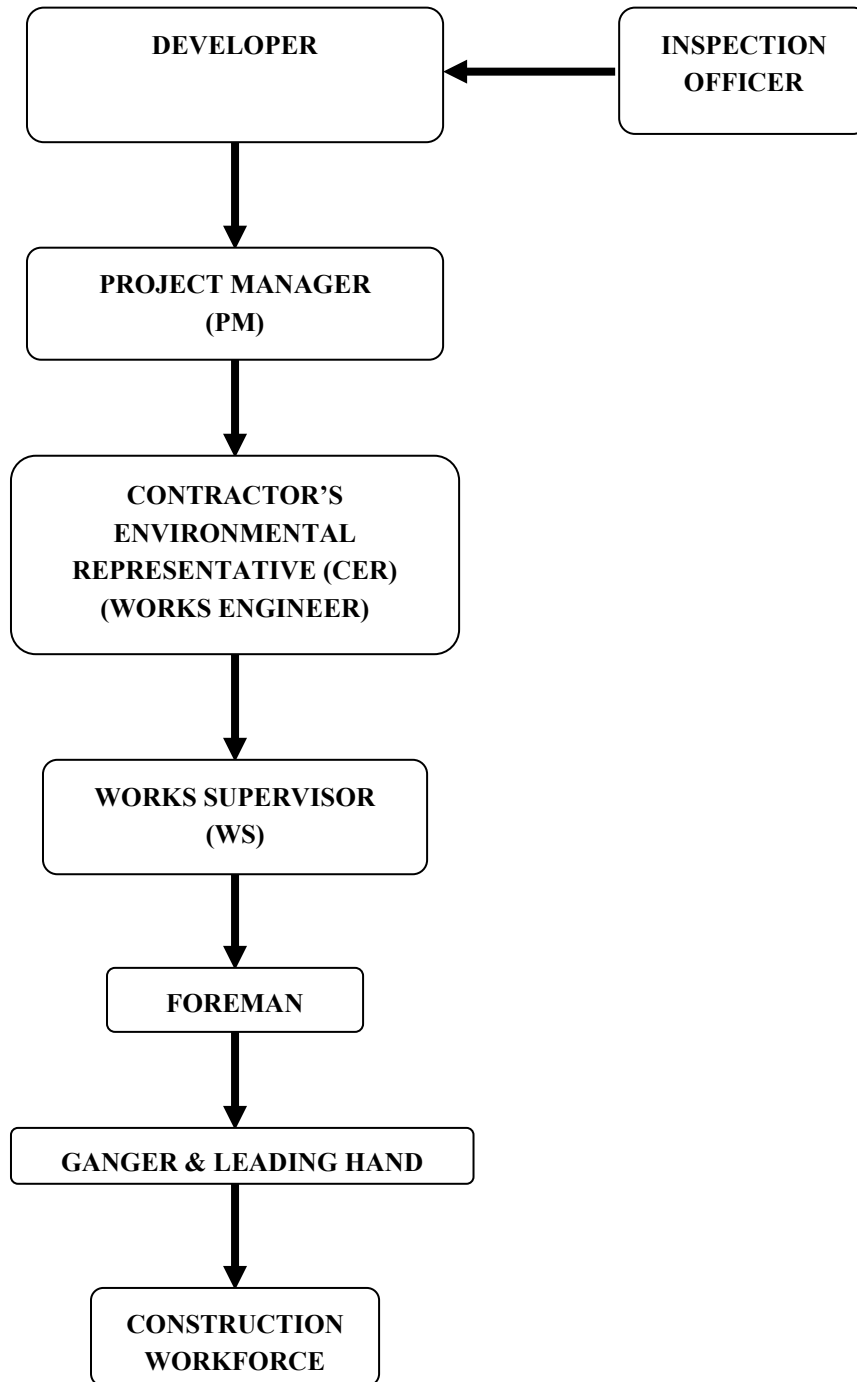 DEVELOPER
INSPECTION
OFFICER
PROJECT MANAGER
(PM)
CONTRACTOR’S
ENVIRONMENTAL
REPRESENTATIVE (CER)
(WORKS ENGINEER)
WORKS SUPERVISOR
(WS)
FOREMAN
GANGER & LEADING HAND
CONSTRUCTION
WORKFORCE